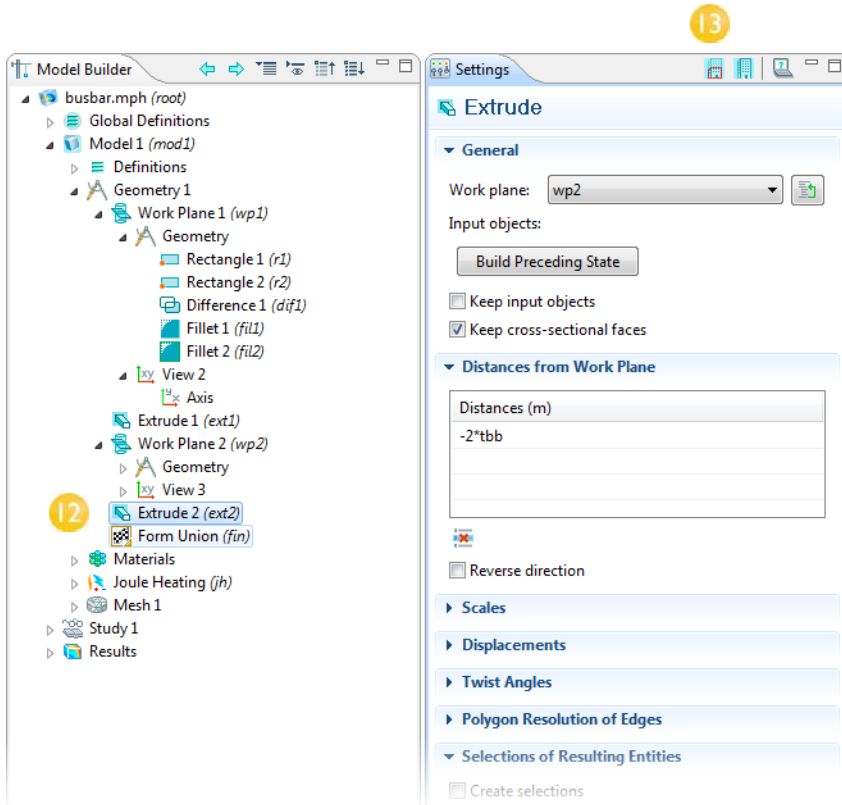 13
Model Builder
busbar.mph (root)
Global Definitions
Model 1 (mod1)
Definitions
Geometry 1
Work Plane 1 (wp1)
Geometry
Rectangle 1 (r1)
Rectangle 2 (r2)
Difference 1 (dif1)
Fillet 1 (fil1)
Fillet 2 (fil2)
xy View 2
Axis
Extrude 1 (ext1)
Work Plane 2 (wp2)
Geometry
xy View 3
12
Extrude 2 (ext2)
Form Union (fin)
Materials
Joule Heating (jh)
Mesh 1
Study 1
Results
Settings
Extrude
General
Work plane: wp2
Input objects:
Build Preceding State
Keep input objects
Keep cross-sectional faces
Distances from Work Plane
Distances (m)
-2*tbb
Reverse direction
Scales
Displacements
Twist Angles
Polygon Resolution of Edges
Selections of Resulting Entities
Create selections